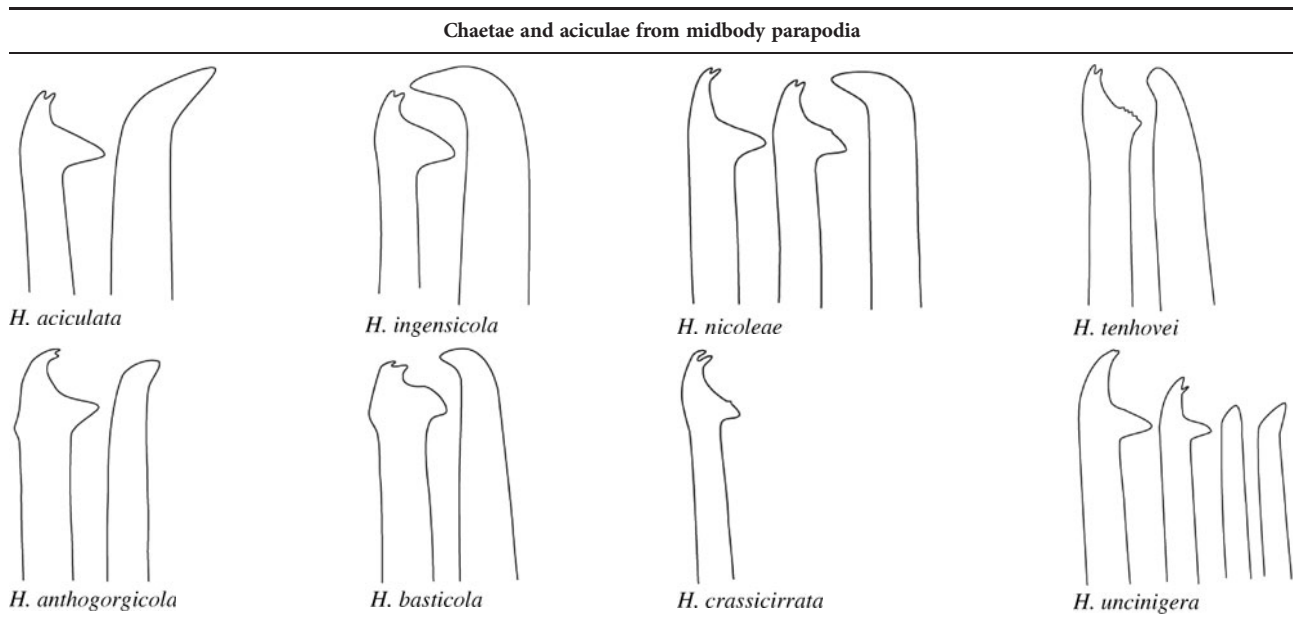 Chaetae and aciculae from midbody parapodia
H. aciculata
H. ingensicola
H. nicoleae
H. tenhovei
H. anthogorgicola
H. basticola
H. crassicirrata
H. uncinigera